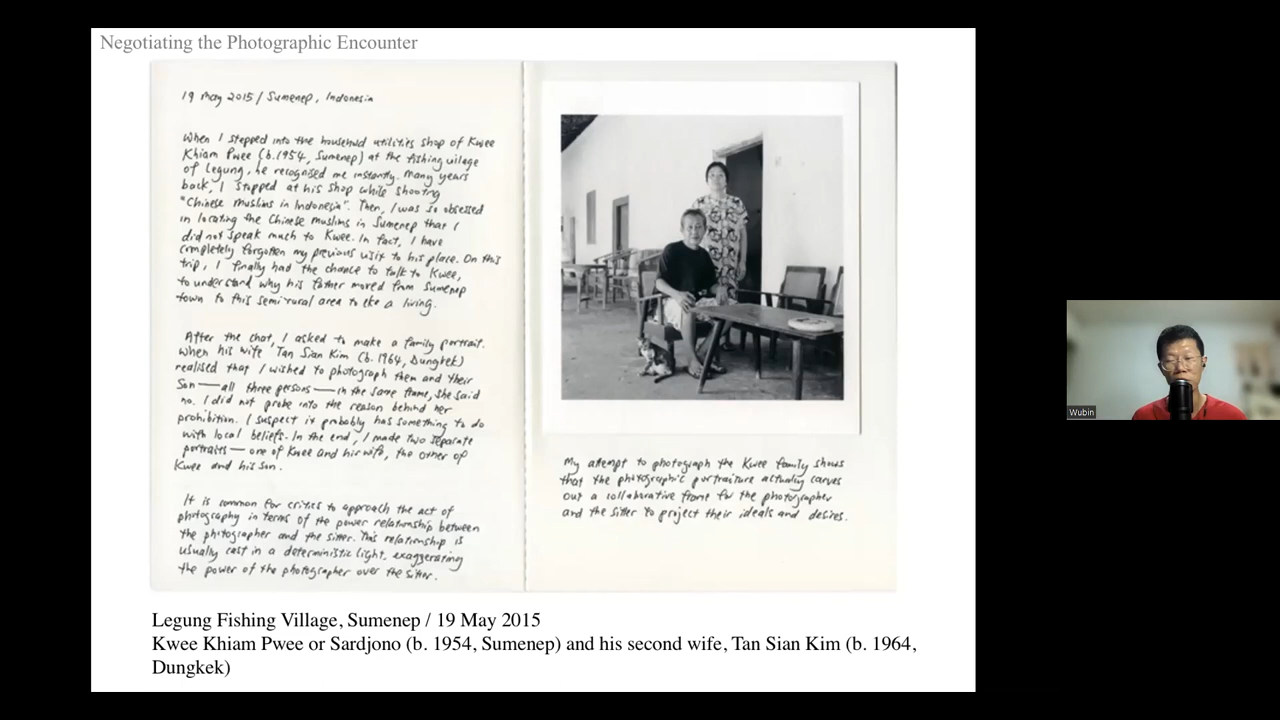 Negotiating the Photographic Encounter
19 May 2015 / Sumenep, Indonesia
When I stepped into the household utilities shop of Kwee
Khiam Pwee (b.1954, Sumenep) at the fishing village
of Legung, he recognised me instantly. Many years
back, I stopped at his shop while shooting
"Chinese Muslims in Indonesia". Then, I was so obsessed
in locating the Chinese Muslims in Sumenep that I
did not speak much to Kwee. In fact, I have
completely forgotten my previous visit to his place. On this
trip, I finally had the chance to talk to Kwee,
to understand why his father moved from Sumenep
town to this semi-rural area to eke a living.
After the chat, I asked to make a family portrait.
When his wife Tan Sian Kim (b. 1964, Dungkek)
realised that I wished to photograph them and their
son — all three persons — in the same frame, she said
no. I did not probe into the reason behind her
prohibition. I suspect it probably has something to do
with local beliefs. In the end, I made two separate
portraits — one of Kwee and his wife, the other of
Kwee and his son.
It is common for critics to approach the act of
photography in terms of the power relationship between
the photographer and the sitter. This relationship is
usually cast in a deterministic light, exaggerating
the power of the photographer over the sitter.
My attempt to photograph the Kwee family shows
that the photographic portraiture actually carves
out a collaborative frame for the photographer
and the sitter to project their ideals and desires.
Legung Fishing Village, Sumenep / 19 May 2015
Kwee Khiam Pwee or Sardjono (b. 1954, Sumenep) and his second wife, Tan Sian Kim (b. 1964,
Dungkek)
Wubin